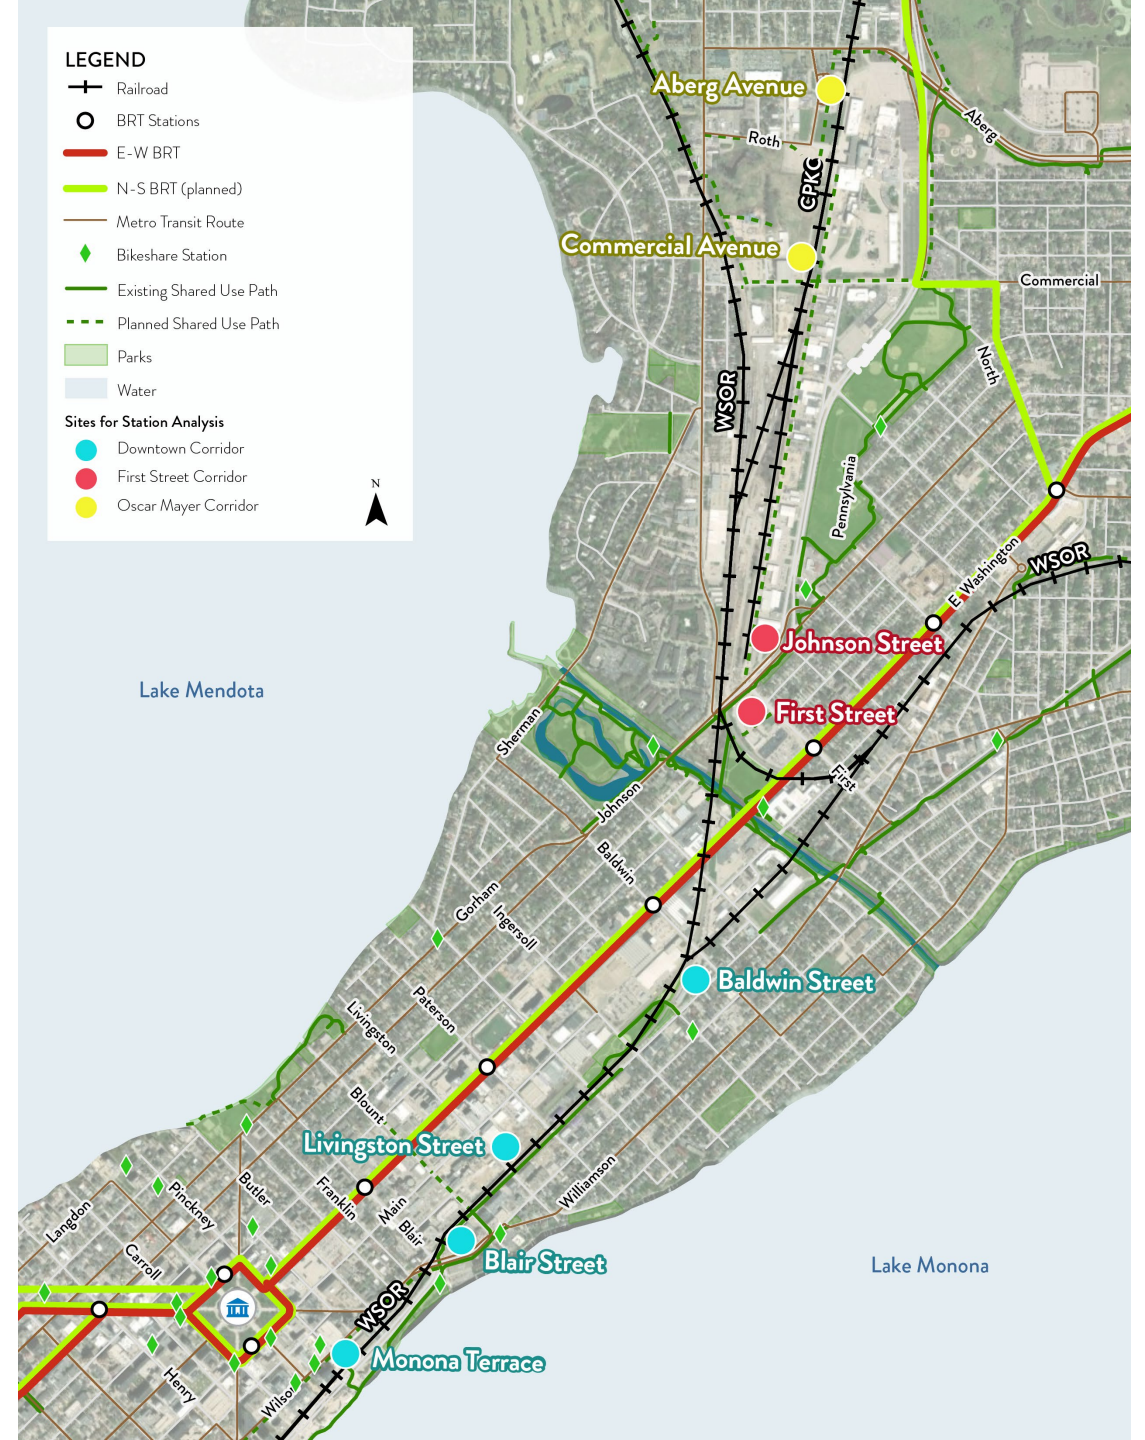 LEGEND
Railroad
BRT Stations
E-W BRT
N-S BRT (planned)
Metro Transit Route
Bikeshare Station
Existing Shared Use Path
Planned Shared Use Path
Parks
Water
Sites for Station Analysis
Downtown Corridor
First Street Corridor
Oscar Mayer Corridor
N
Aberg Avenue
Aberg
Roth
CPKC
Commercial Avenue
Commercial
North
WSOR
Pennsylvania
E. Washington
WSOR
Johnson Street
Lake Mendota
First Street
Sherman
First
Johnson
Baldwin
Gorham
Ingersoll
Baldwin Street
Paterson
Livingston
Blount
Livingston Street
Williamson
Butler
Pinckney
Franklin
Main
Langdon
Blair
Carroll
Blair Street
Lake Monona
WSOR
Monona Terrace
Henry
Wilson